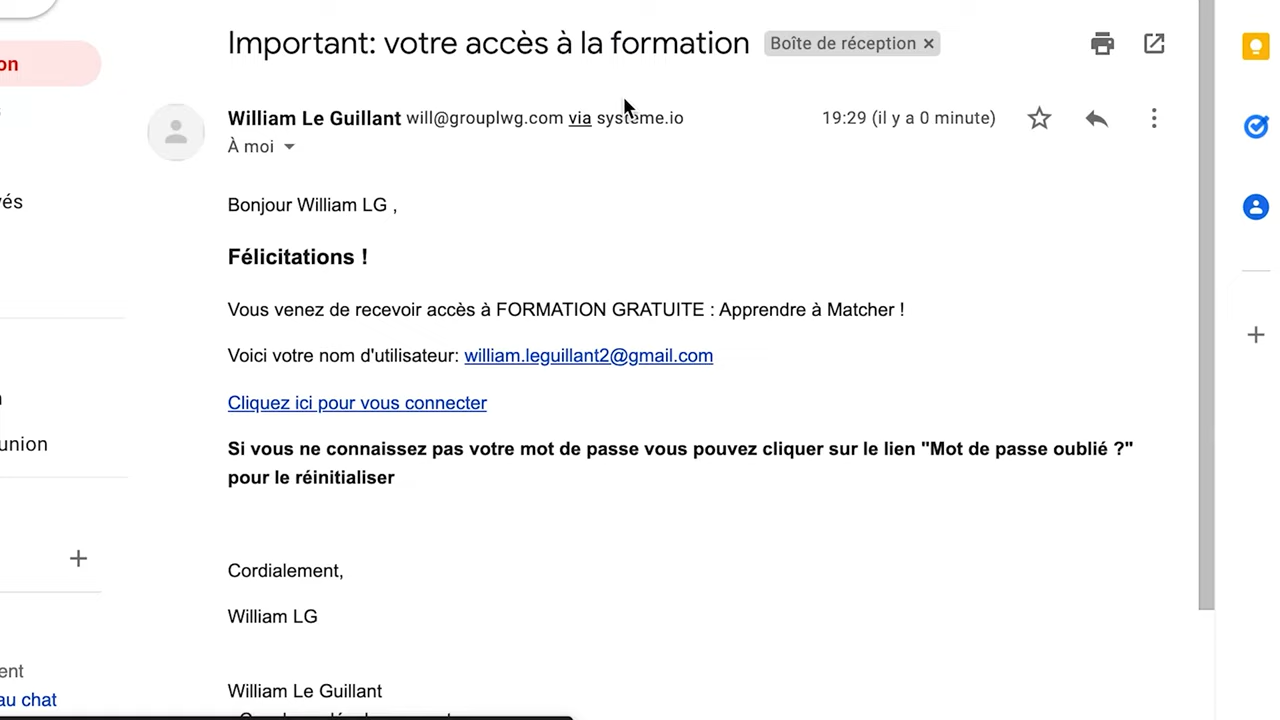 Important: votre accès à la formation Boîte de réception ×
on
William Le Guillant will@grouplwg.com via systeme.io 19:29 (il y a 0 minute)
À moi
Bonjour William LG ,
Félicitations !
Vous venez de recevoir accès à FORMATION GRATUITE : Apprendre à Matcher !
Voici votre nom d'utilisateur: william.leguillant2@gmail.com
Cliquez ici pour vous connecter
Si vous ne connaissez pas votre mot de passe vous pouvez cliquer sur le lien "Mot de passe oublié ?"
pour le réinitialiser
Cordialement,
William LG
William Le Guillant
vés
union
ent
au chat